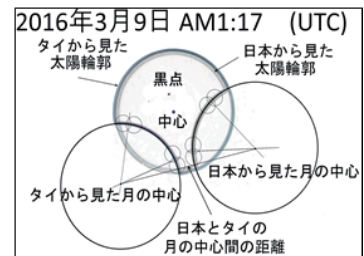 2016年3月9日 AM1:17 (UTC)
タイから見た
太陽輪郭
日本から見た
太陽輪郭
黒点
中心
タイから見た月の中心
日本から見た月の中心
日本とタイの
月の中心間の距離